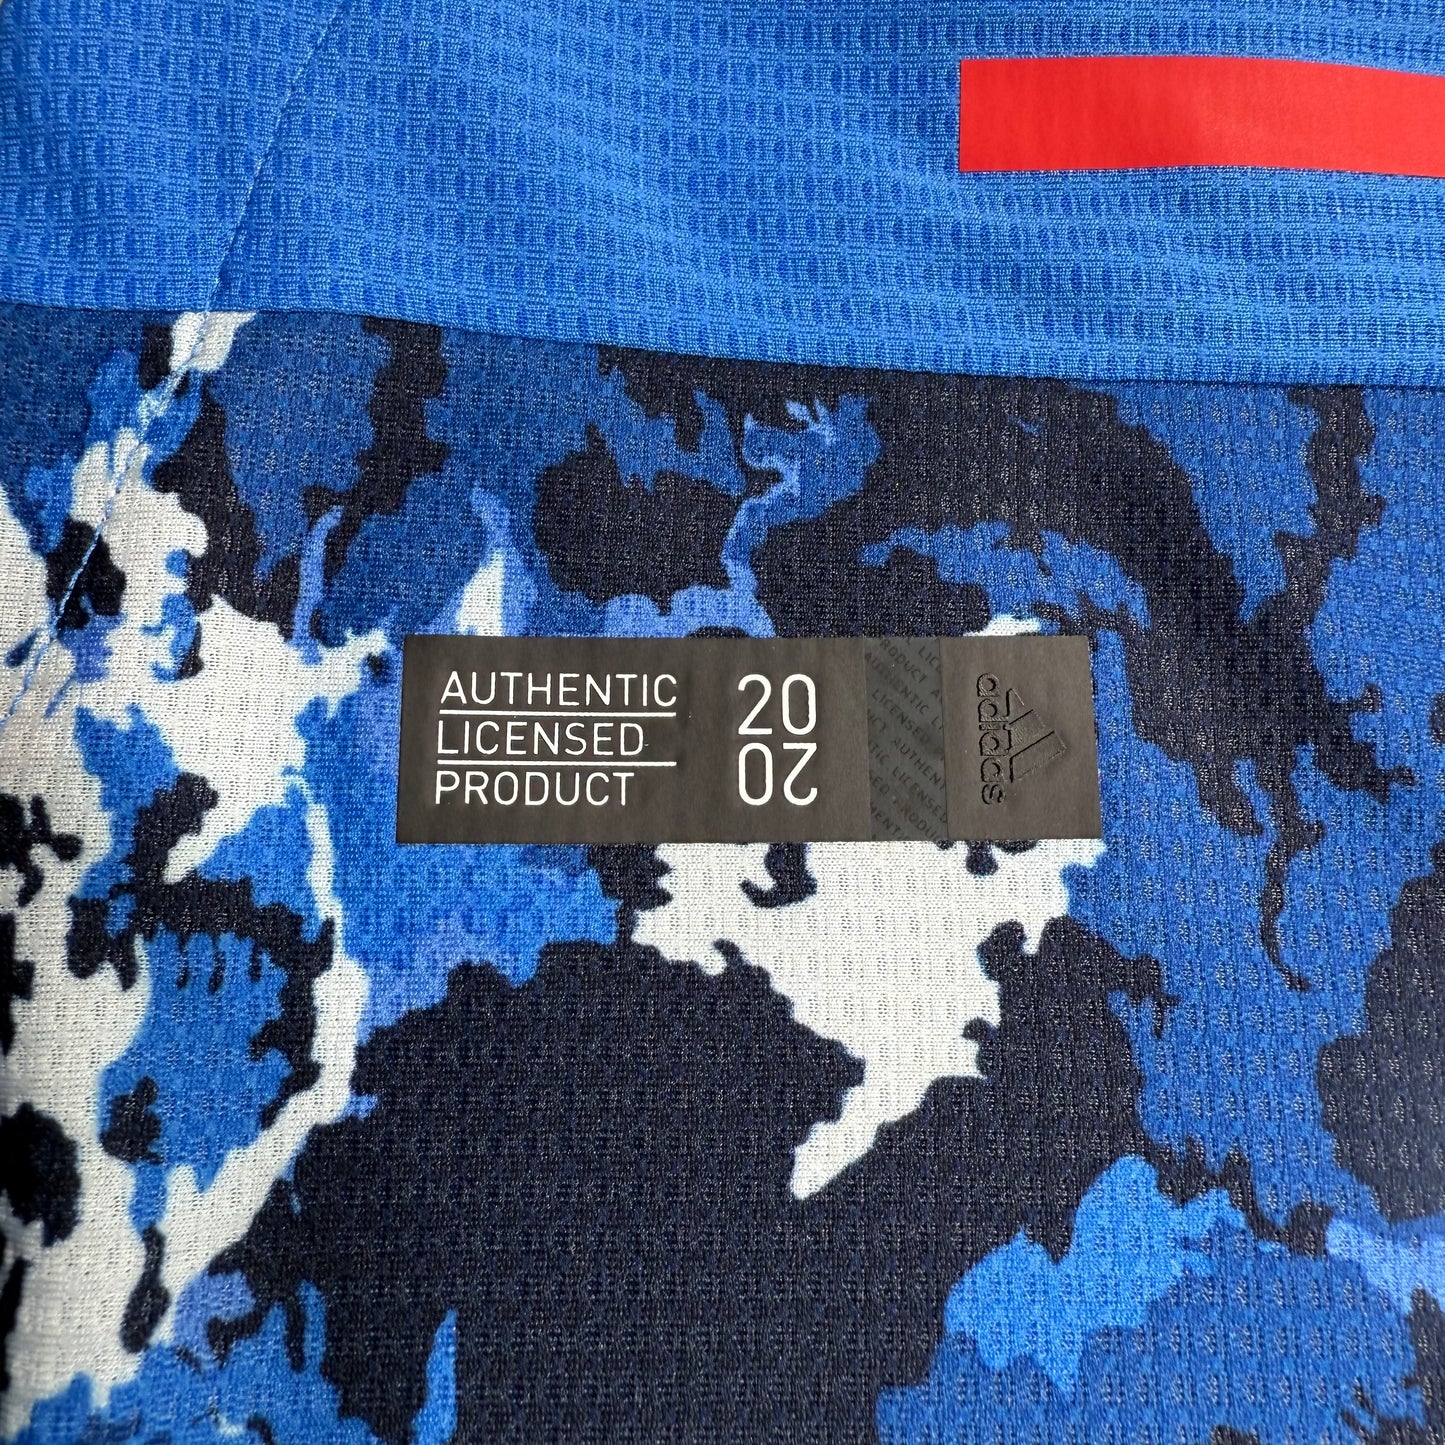 AUTHENTIC
LICENSED
PRODUCT
20
20
adidas